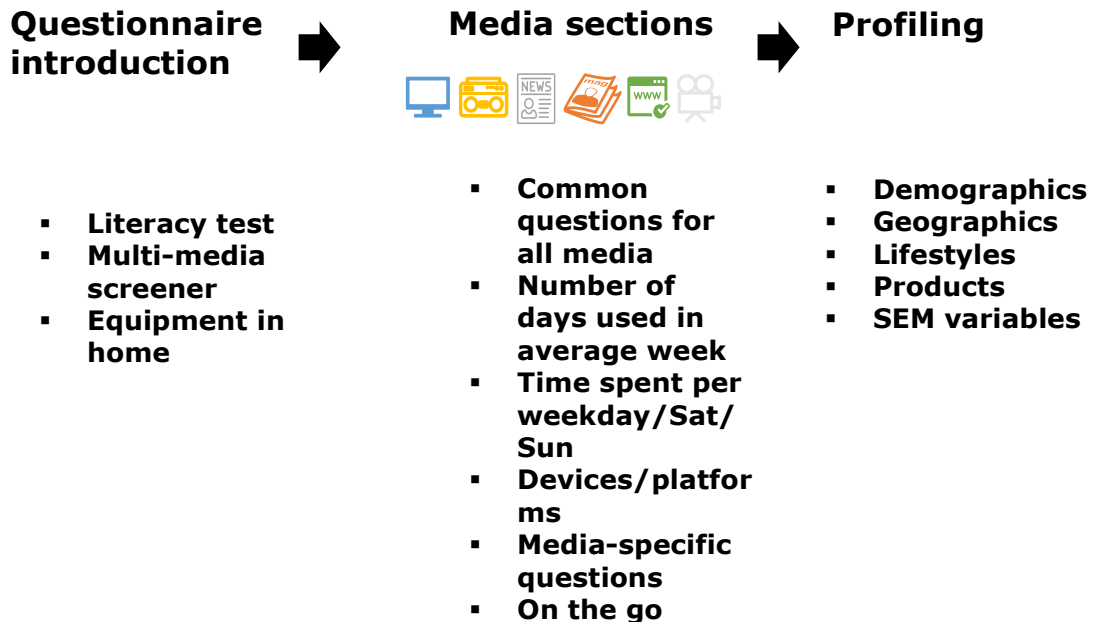 Questionnaire
introduction
Media sections
Profiling
NEWS
mag
www
▪ Literacy test
▪ Multi-media
screener
▪ Equipment in
home
▪ Common
questions for
all media
▪ Number of
days used in
average week
▪ Time spent per
weekday/Sat/
Sun
▪ Devices/platfor
ms
▪ Media-specific
questions
▪ On the go
▪ Demographics
▪ Geographics
▪ Lifestyles
▪ Products
▪ SEM variables